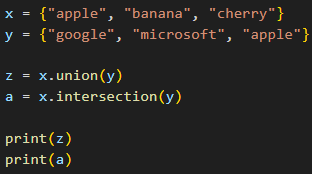 x = {"apple", "banana", "cherry"}
y = {"google", "microsoft", "apple"}
z = x.union(y)
a = x.intersection(y)
print(z)
print(a)